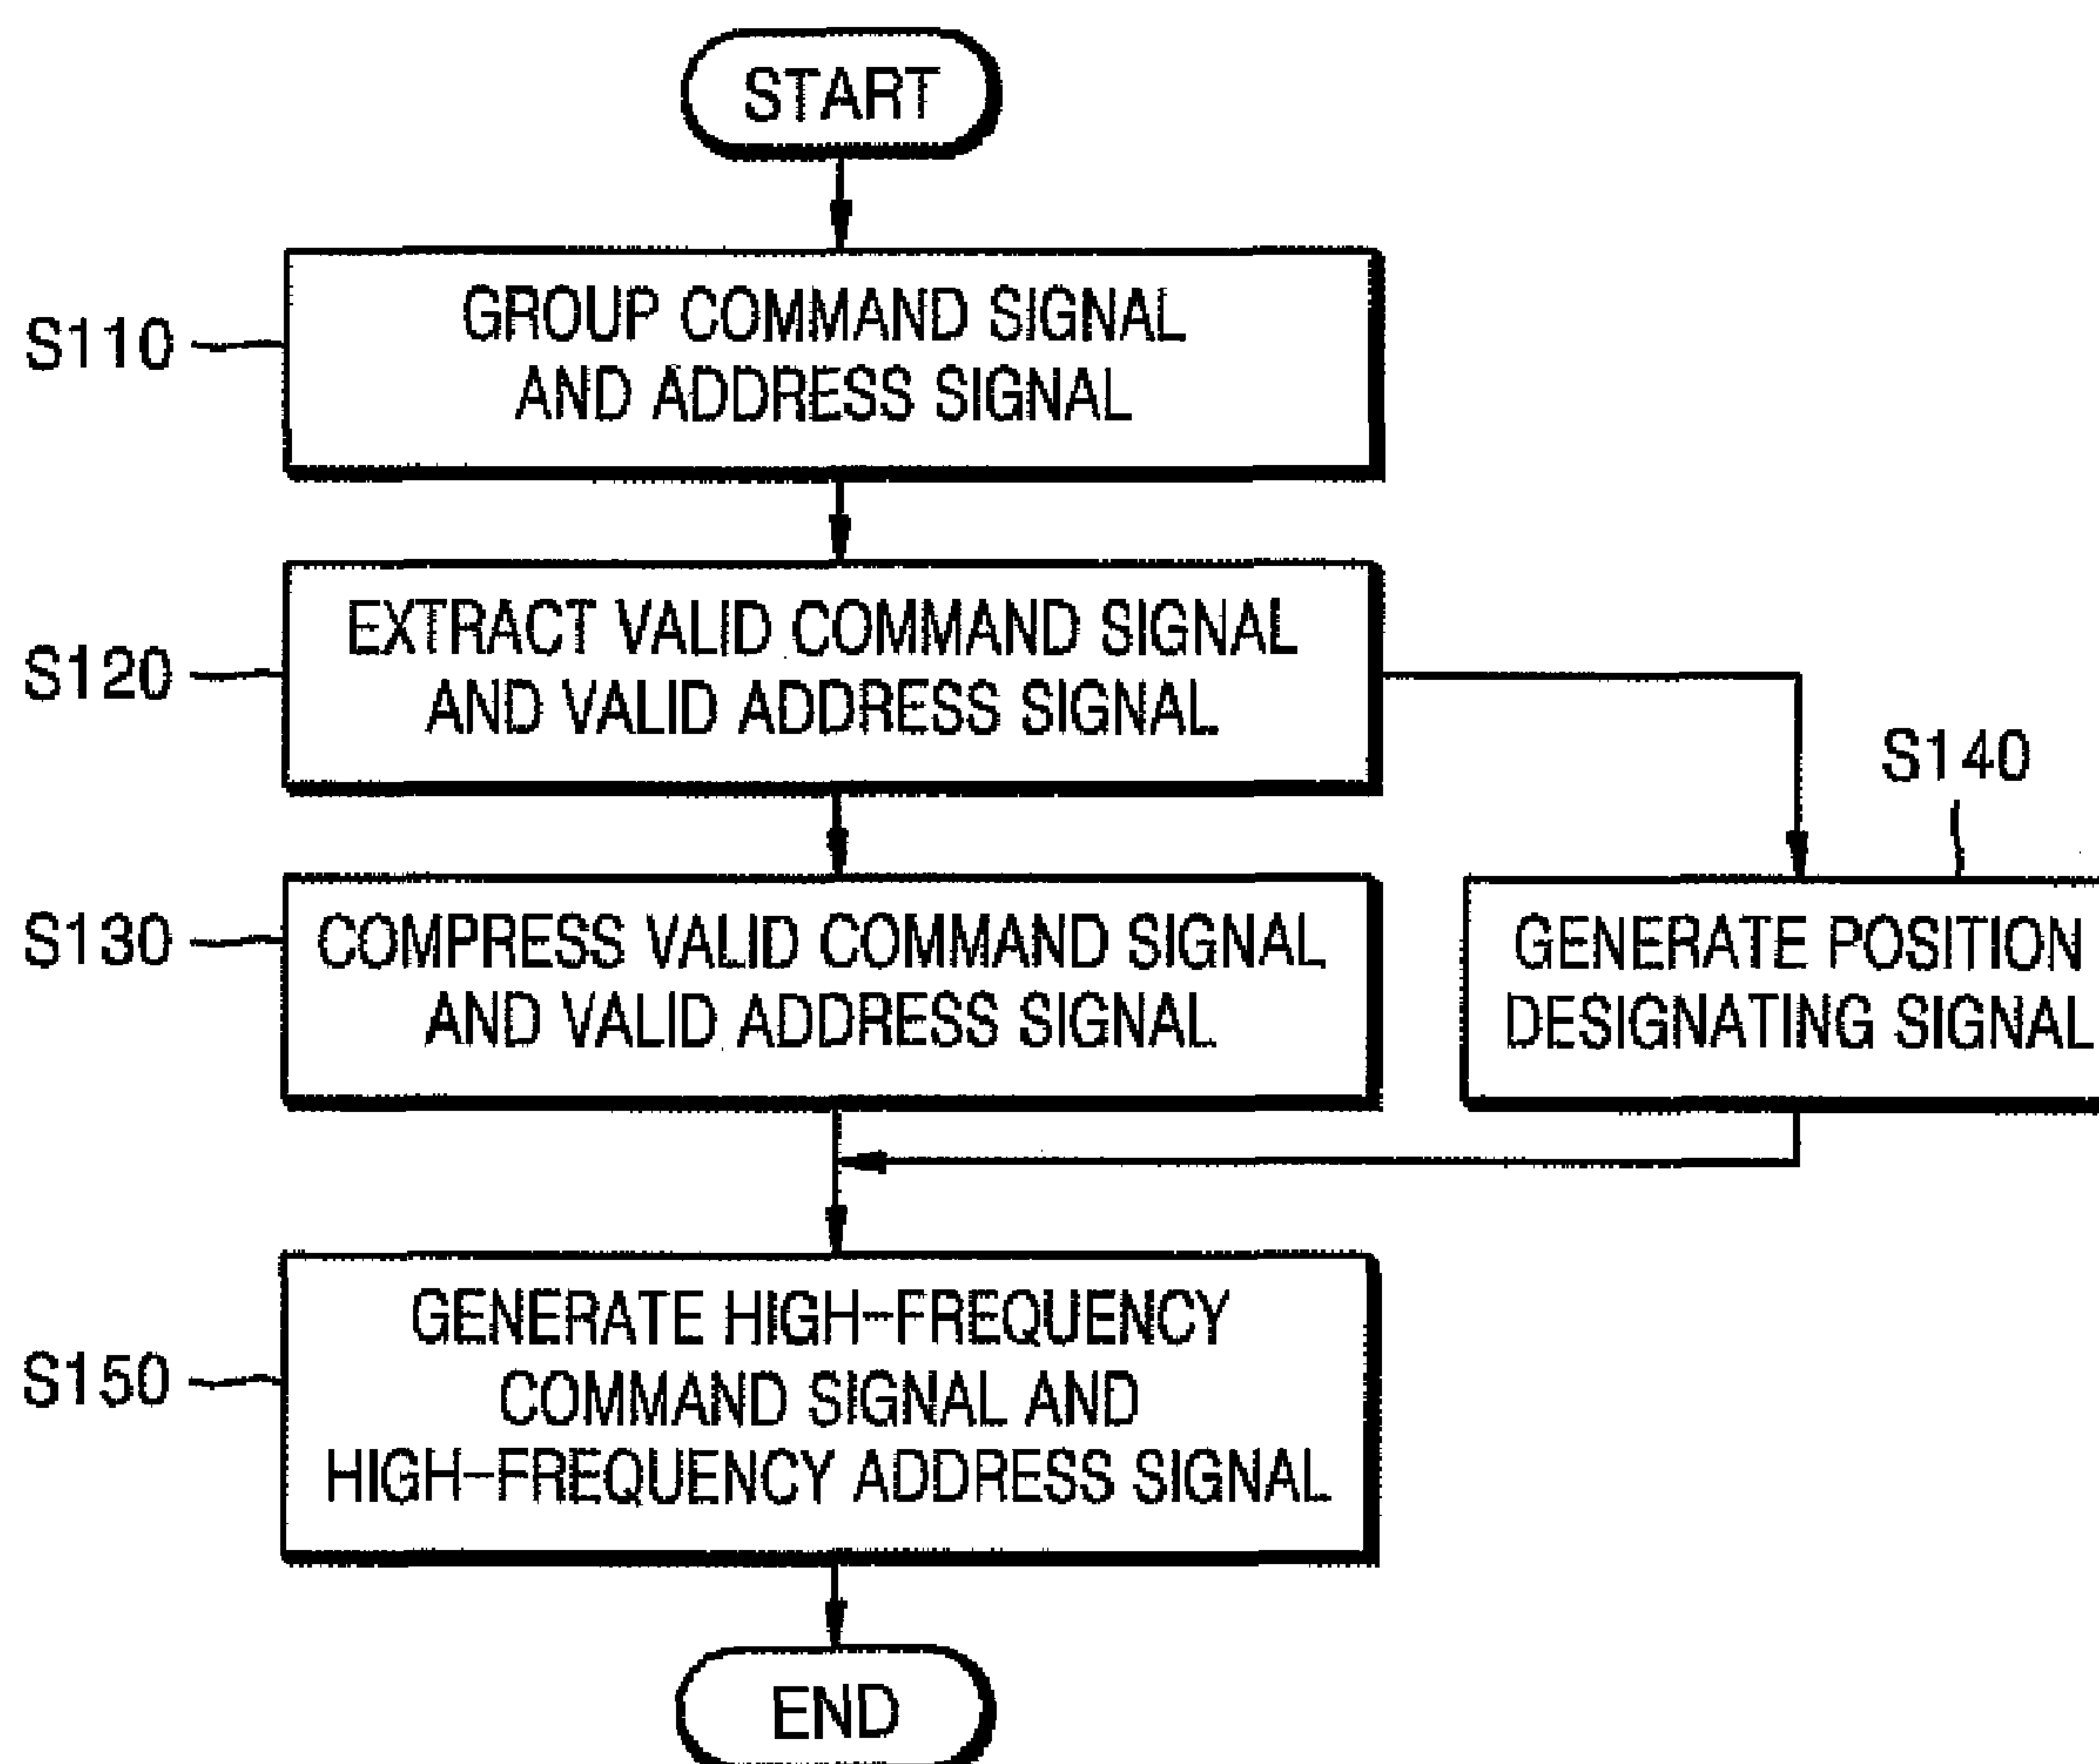 START
S110
GROUP COMMAND SIGNAL
AND ADDRESS SIGNAL
S120
EXTRACT VALID COMMAND SIGNAL
AND VALID ADDRESS SIGNAL
S130
COMPRESS VALID COMMAND SIGNAL
AND VALID ADDRESS SIGNAL
S140
GENERATE POSITION
DESIGNATING SIGNAL
S150
GENERATE HIGH-FREQUENCY
COMMAND SIGNAL AND
HIGH-FREQUENCY ADDRESS SIGNAL
END